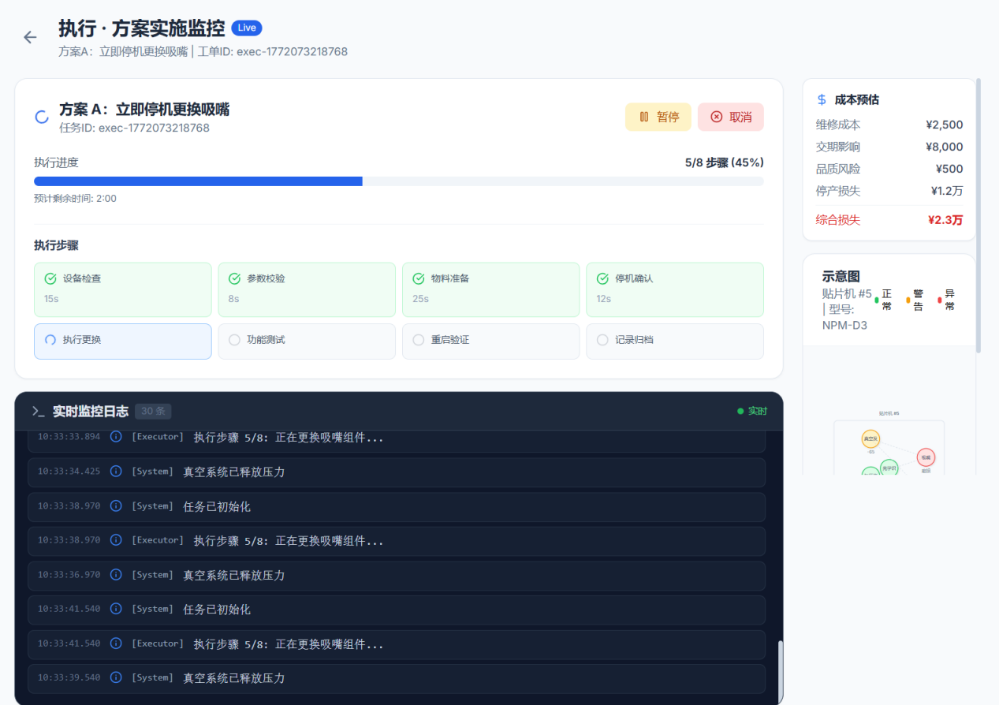 执行 · 方案实施监控 Live
方案A：立即停机更换吸嘴 | 工单ID: exec-1772073218768
方案 A：立即停机更换吸嘴
任务ID: exec-1772073218768
暂停
取消
执行进度
5/8 步骤 (45%)
预计剩余时间: 2:00
执行步骤
设备检查
15s
参数校验
8s
物料准备
25s
停机确认
12s
执行更换
功能测试
重启验证
记录归档
实时监控日志 30 条
实时
10:33:33.894 [Executor] 执行步骤 5/8: 正在更换吸嘴组件...
10:33:34.425 [System] 真空系统已释放压力
10:33:38.970 [System] 任务已初始化
10:33:38.970 [Executor] 执行步骤 5/8: 正在更换吸嘴组件...
10:33:36.970 [System] 真空系统已释放压力
10:33:41.540 [System] 任务已初始化
10:33:41.540 [Executor] 执行步骤 5/8: 正在更换吸嘴组件...
10:33:39.540 [System] 真空系统已释放压力
$ 成本预估
维修成本 ¥2,500
交期影响 ¥8,000
品质风险 ¥500
停产损失 ¥1.2万
综合损失 ¥2.3万
示意图
贴片机 #5
| 型号:
NPM-D3
正常
警告
异常
贴片机 #5
真空泵
-65
吸嘴